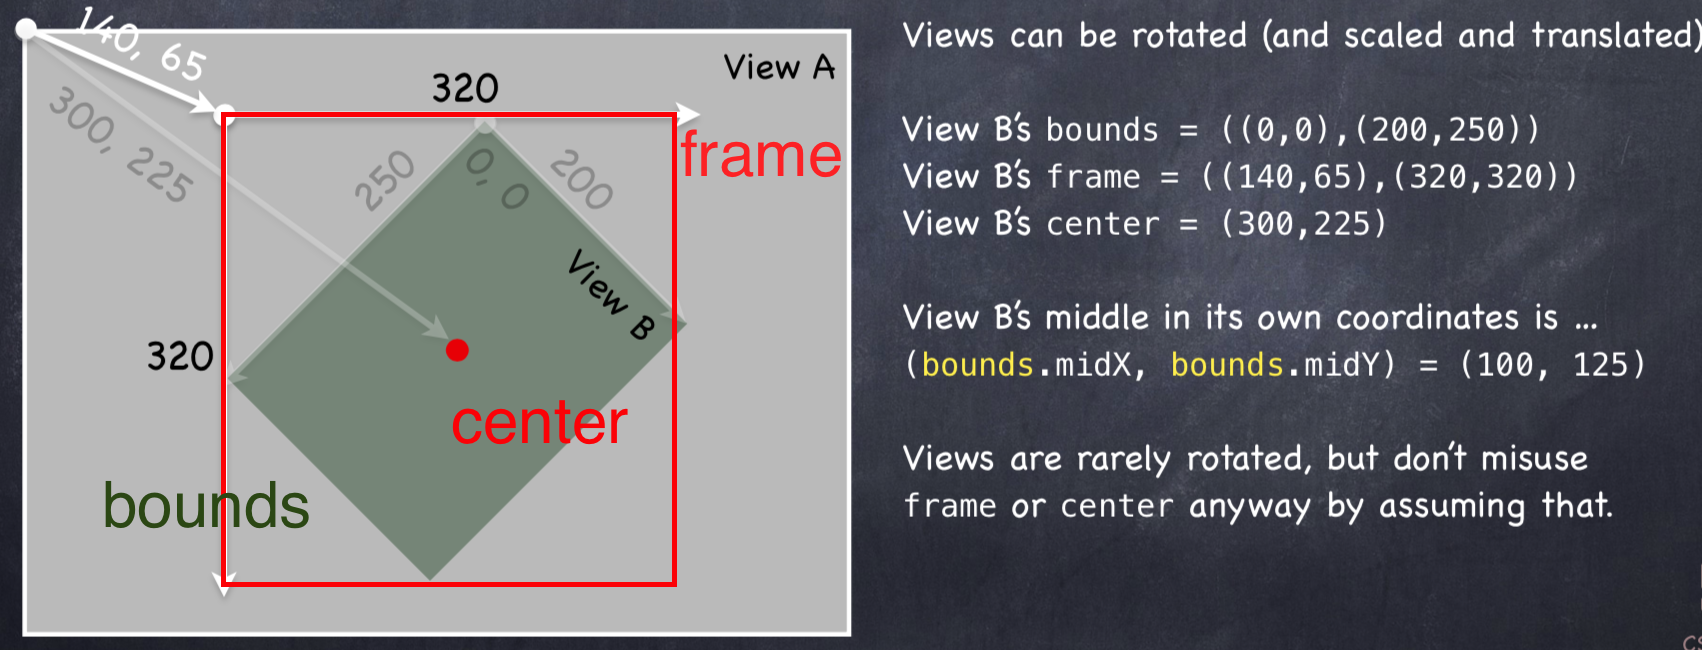 140, 65
View A
320
300, 225
frame
250
0, 0
200
View B
320
center
bounds
Views can be rotated (and scaled and translated)
View B's bounds = ((0,0),(200,250))
View B's frame = ((140,65),(320,320))
View B's center = (300,225)
View B's middle in its own coordinates is ...
(bounds.midX, bounds.midY) = (100, 125)
Views are rarely rotated, but don't misuse
frame or center anyway by assuming that.